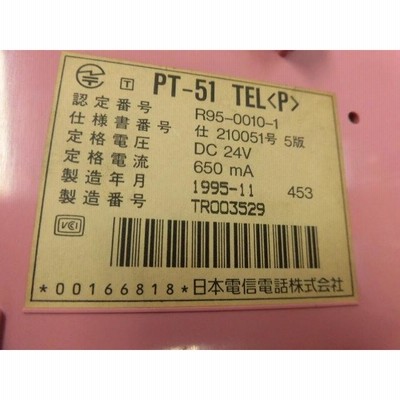 T PT-51 TEL<P>
認定番号 R95-0010-1
仕様書番号 仕 210051号 5版
定格電圧 DC 24V
定格電流 650 mA
製造年月 1995-11 453
製造番号 TR003529
VCI
*00166818* 日本電信電話株式会社